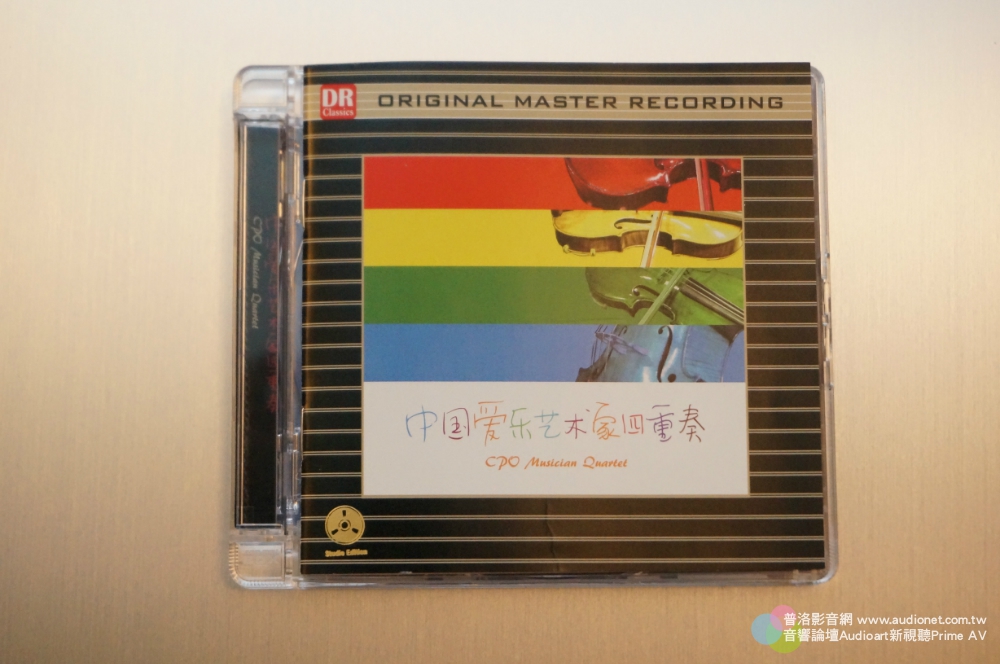 DR
Classics
ORIGINAL MASTER RECORDING
CPO Musician Quartet
中国爱乐艺术家四重奏
CPO Musician Quartet
Studio Edition
普洛影音網 www.audionet.com.tw
音響論壇Audioart新視聽Prime AV